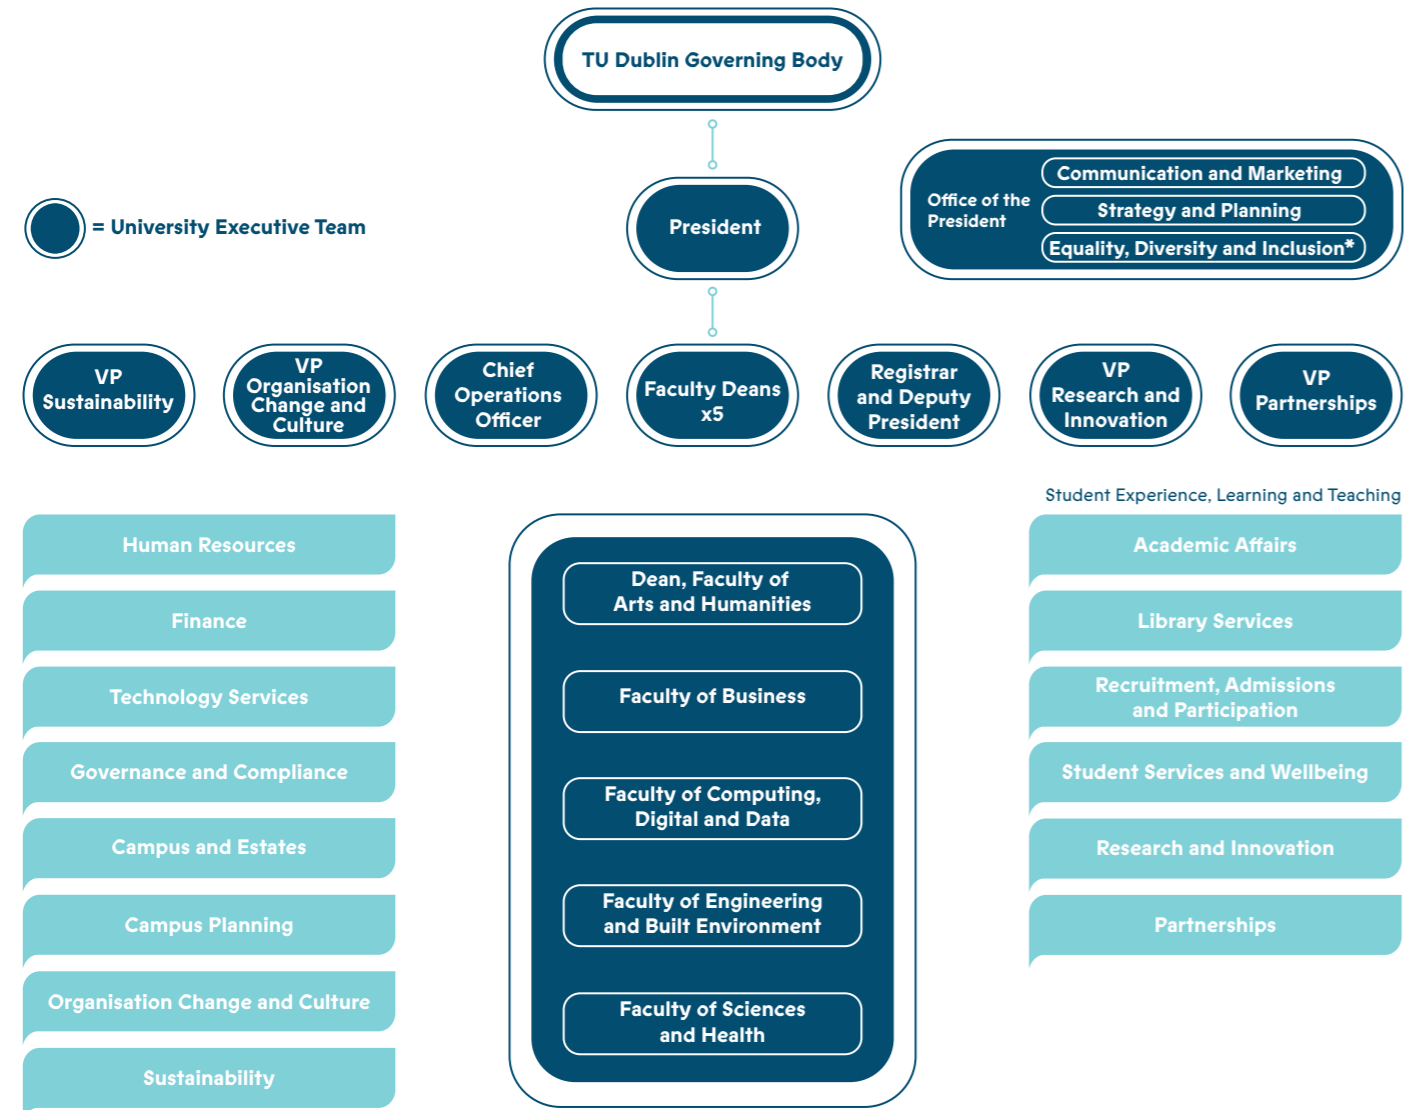 TU Dublin Governing Body
Communication and Marketing
Office of the
President
Strategy and Planning
Equality, Diversity and Inclusion*
= University Executive Team
President
VP
Sustainability
VP
Organisation
Change and
Culture
Chief
Operations
Officer
Faculty Deans
x5
Registrar
and Deputy
President
VP
Research and
Innovation
VP
Partnerships
Human Resources
Finance
Technology Services
Governance and Compliance
Campus and Estates
Campus Planning
Organisation Change and Culture
Sustainability
Dean, Faculty of
Arts and Humanities
Faculty of Business
Faculty of Computing,
Digital and Data
Faculty of Engineering
and Built Environment
Faculty of Sciences
and Health
Student Experience, Learning and Teaching
Academic Affairs
Library Services
Recruitment, Admissions
and Participation
Student Services and Wellbeing
Research and Innovation
Partnerships